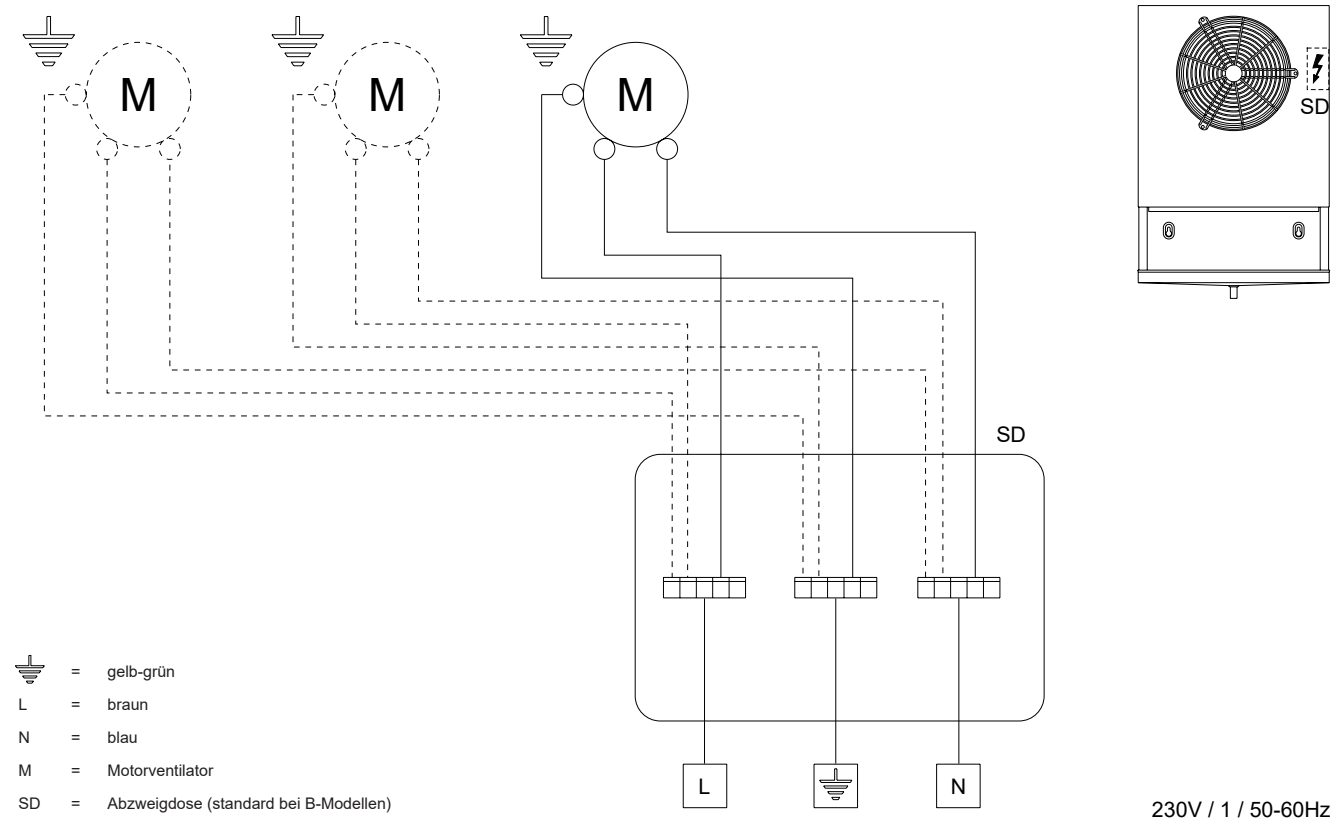 M M M
SD
SD
= gelb-grün
L = braun
N = blau
M = Motorventilator
SD = Abzweigdose (standard bei B-Modellen)
L N
230V / 1 / 50-60Hz